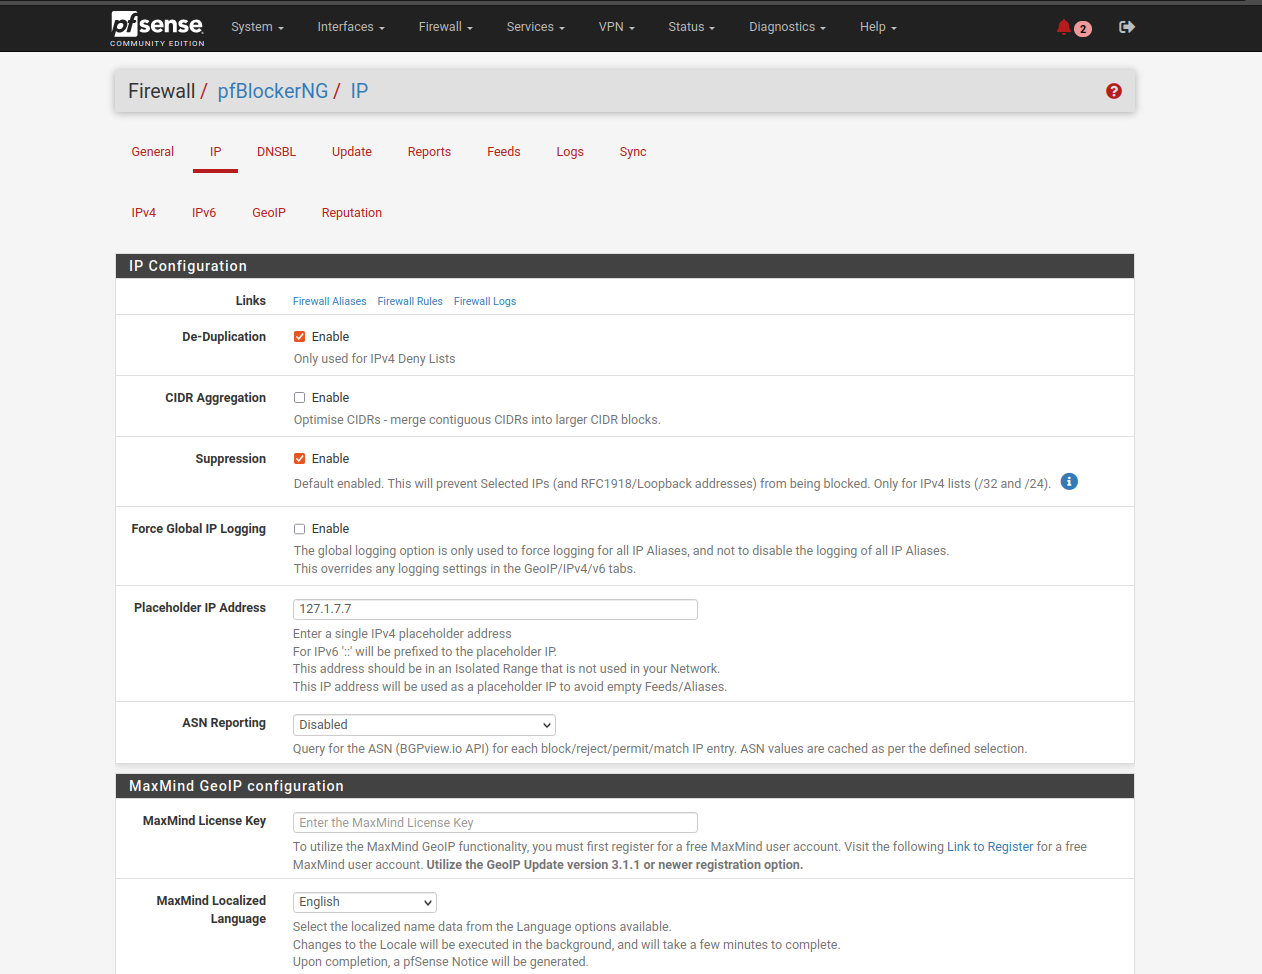 pfsense
COMMUNITY EDITION
System Interfaces Firewall Services VPN Status Diagnostics Help 2
Firewall / pfBlockerNG / IP
General IP DNSBL Update Reports Feeds Logs Sync
IPv4 IPv6 GeoIP Reputation
IP Configuration
Links Firewall Aliases Firewall Rules Firewall Logs
De-Duplication Enable
Only used for IPv4 Deny Lists
CIDR Aggregation Enable
Optimise CIDRs - merge contiguous CIDRs into larger CIDR blocks.
Suppression Enable
Default enabled. This will prevent Selected IPs (and RFC1918/Loopback addresses) from being blocked. Only for IPv4 lists (/32 and /24).
Force Global IP Logging Enable
The global logging option is only used to force logging for all IP Aliases, and not to disable the logging of all IP Aliases.
This overrides any logging settings in the GeoIP/IPv4/v6 tabs.
Placeholder IP Address 127.1.7.7
Enter a single IPv4 placeholder address
For IPv6 '::' will be prefixed to the placeholder IP.
This address should be in an Isolated Range that is not used in your Network.
This IP address will be used as a placeholder IP to avoid empty Feeds/Aliases.
ASN Reporting Disabled
Query for the ASN (BGPview.io API) for each block/reject/permit/match IP entry. ASN values are cached as per the defined selection.
MaxMind GeoIP configuration
MaxMind License Key Enter the MaxMind License Key
To utilize the MaxMind GeoIP functionality, you must first register for a free MaxMind user account. Visit the following Link to Register for a free
MaxMind user account. Utilize the GeoIP Update version 3.1.1 or newer registration option.
MaxMind Localized English
Language
Select the localized name data from the Language options available.
Changes to the Locale will be executed in the background, and will take a few minutes to complete.
Upon completion, a pfSense Notice will be generated.